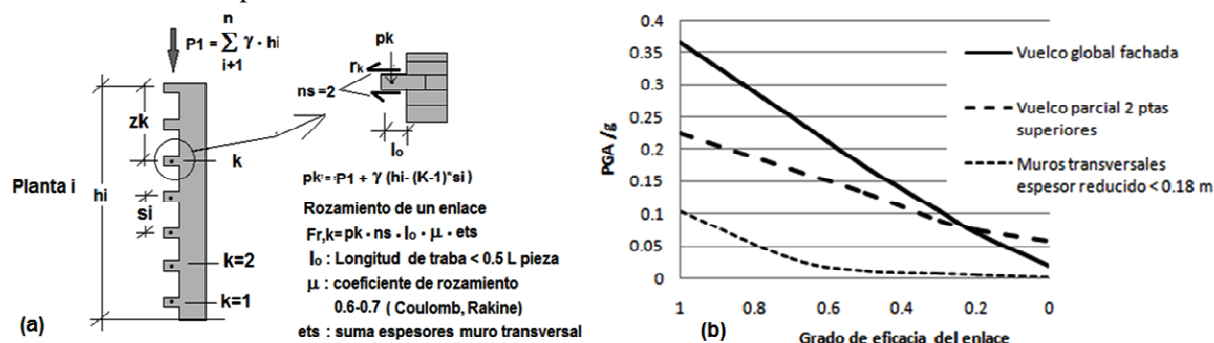 n
P1 = ∑ γ · hi
i+1
pk
rk
ns =2
lo
zk
k
Planta i
hi
si
k=2
k=1
pk = P1 + γ (hi- (K-1)*si)
Rozamiento de un enlace
Fr,k= pk · ns · lo · μ · ets
lo : Longitud de traba < 0.5 L pieza
μ : coeficiente de rozamiento
0.6-0.7 ( Coulomb, Rakine)
ets : suma espesores muro transversal
(a)
PGA /g
0.4
0.35
0.3
0.25
0.2
0.15
0.1
0.05
0
1 0.8 0.6 0.4 0.2 0
Grado de eficacia del enlace
Vuelco global fachada
Vuelco parcial 2 ptas
superiores
Muros transversales
espesor reducido < 0.18 m
(b)